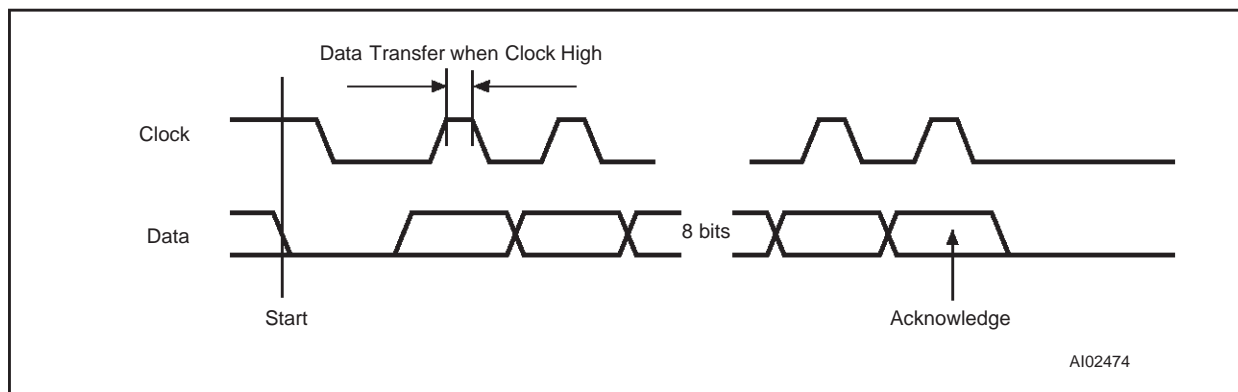 Data Transfer when Clock High
Clock
Data
8 bits
Start
Acknowledge
AI02474